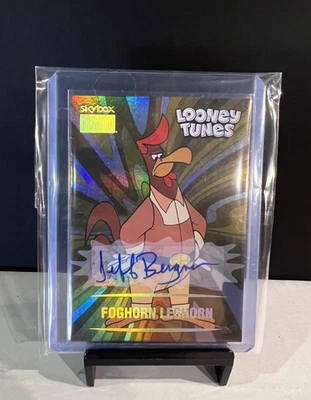 skybox
LOONEY
TUNES
Jeff Bergman
FOGHORN LEGHORN